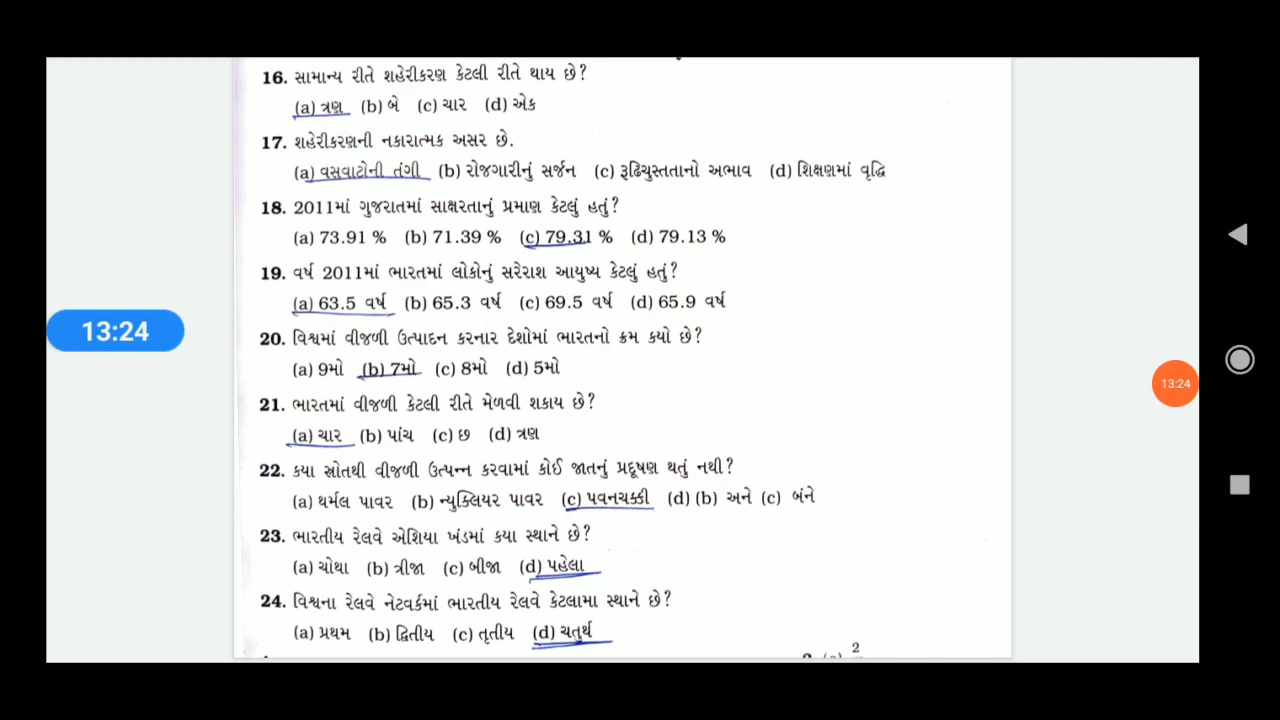 16. સામાન્ય રીતે શહેરીકરણ કેટલી રીતે થાય છે?
(a) ત્રણ (b) બે (c) ચાર (d) એક
17. શહેરીકરણની નકારાત્મક અસર છે.
(a) વસવાટોની તંગી (b) રોજગારીનું સર્જન (c) રૂઢિચુસ્તતાનો અભાવ (d) શિક્ષણમાં વૃદ્ધિ
18. 2011માં ગુજરાતમાં સાક્ષરતાનું પ્રમાણ કેટલું હતું?
(a) 73.91 % (b) 71.39 % (c) 79.31 % (d) 79.13 %
19. વર્ષ 2011માં ભારતમાં લોકોનું સરેરાશ આયુષ્ય કેટલું હતું?
(a) 63.5 વર્ષ (b) 65.3 વર્ષ (c) 69.5 વર્ષ (d) 65.9 વર્ષ
13:24
20. વિશ્વમાં વીજળી ઉત્પાદન કરનાર દેશોમાં ભારતનો ક્રમ કયો છે?
(a) 9મો (b) 7મો (c) 8મો (d) 5મો
13:24
21. ભારતમાં વીજળી કેટલી રીતે મેળવી શકાય છે?
(a) ચાર (b) પાંચ (c) છ (d) ત્રણ
22. કયા સ્રોતથી વીજળી ઉત્પન્ન કરવામાં કોઈ જાતનું પ્રદૂષણ થતું નથી?
(a) થર્મલ પાવર (b) ન્યુક્લિયર પાવર (c) પવનચક્કી (d) (b) અને (c) બંને
23. ભારતીય રેલવે એશિયા ખંડમાં કયા સ્થાને છે?
(a) ચોથા (b) ત્રીજા (c) બીજા (d) પહેલા
24. વિશ્વના રેલવે નેટવર્કમાં ભારતીય રેલવે કેટલામા સ્થાને છે?
(a) પ્રથમ (b) દ્વિતીય (c) તૃતીય (d) ચતુર્થ
2